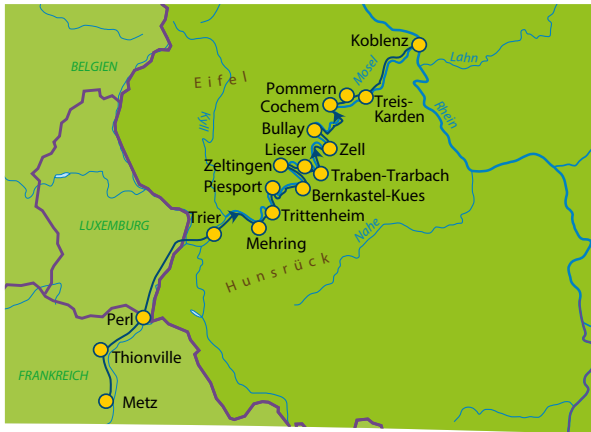 Koblenz
Lahn
BELGIEN
Eifel
Mosel
Pommern
Cochem
Treis-
Karden
Rhein
Kyll
Bullay
Lieser
Zell
Zeltingen
Traben-Trarbach
Piesport
Bernkastel-Kues
Trier
Trittenheim
LUXEMBURG
Mehring
Nahe
Hunsrück
Perl
Thionville
FRANKREICH
Metz